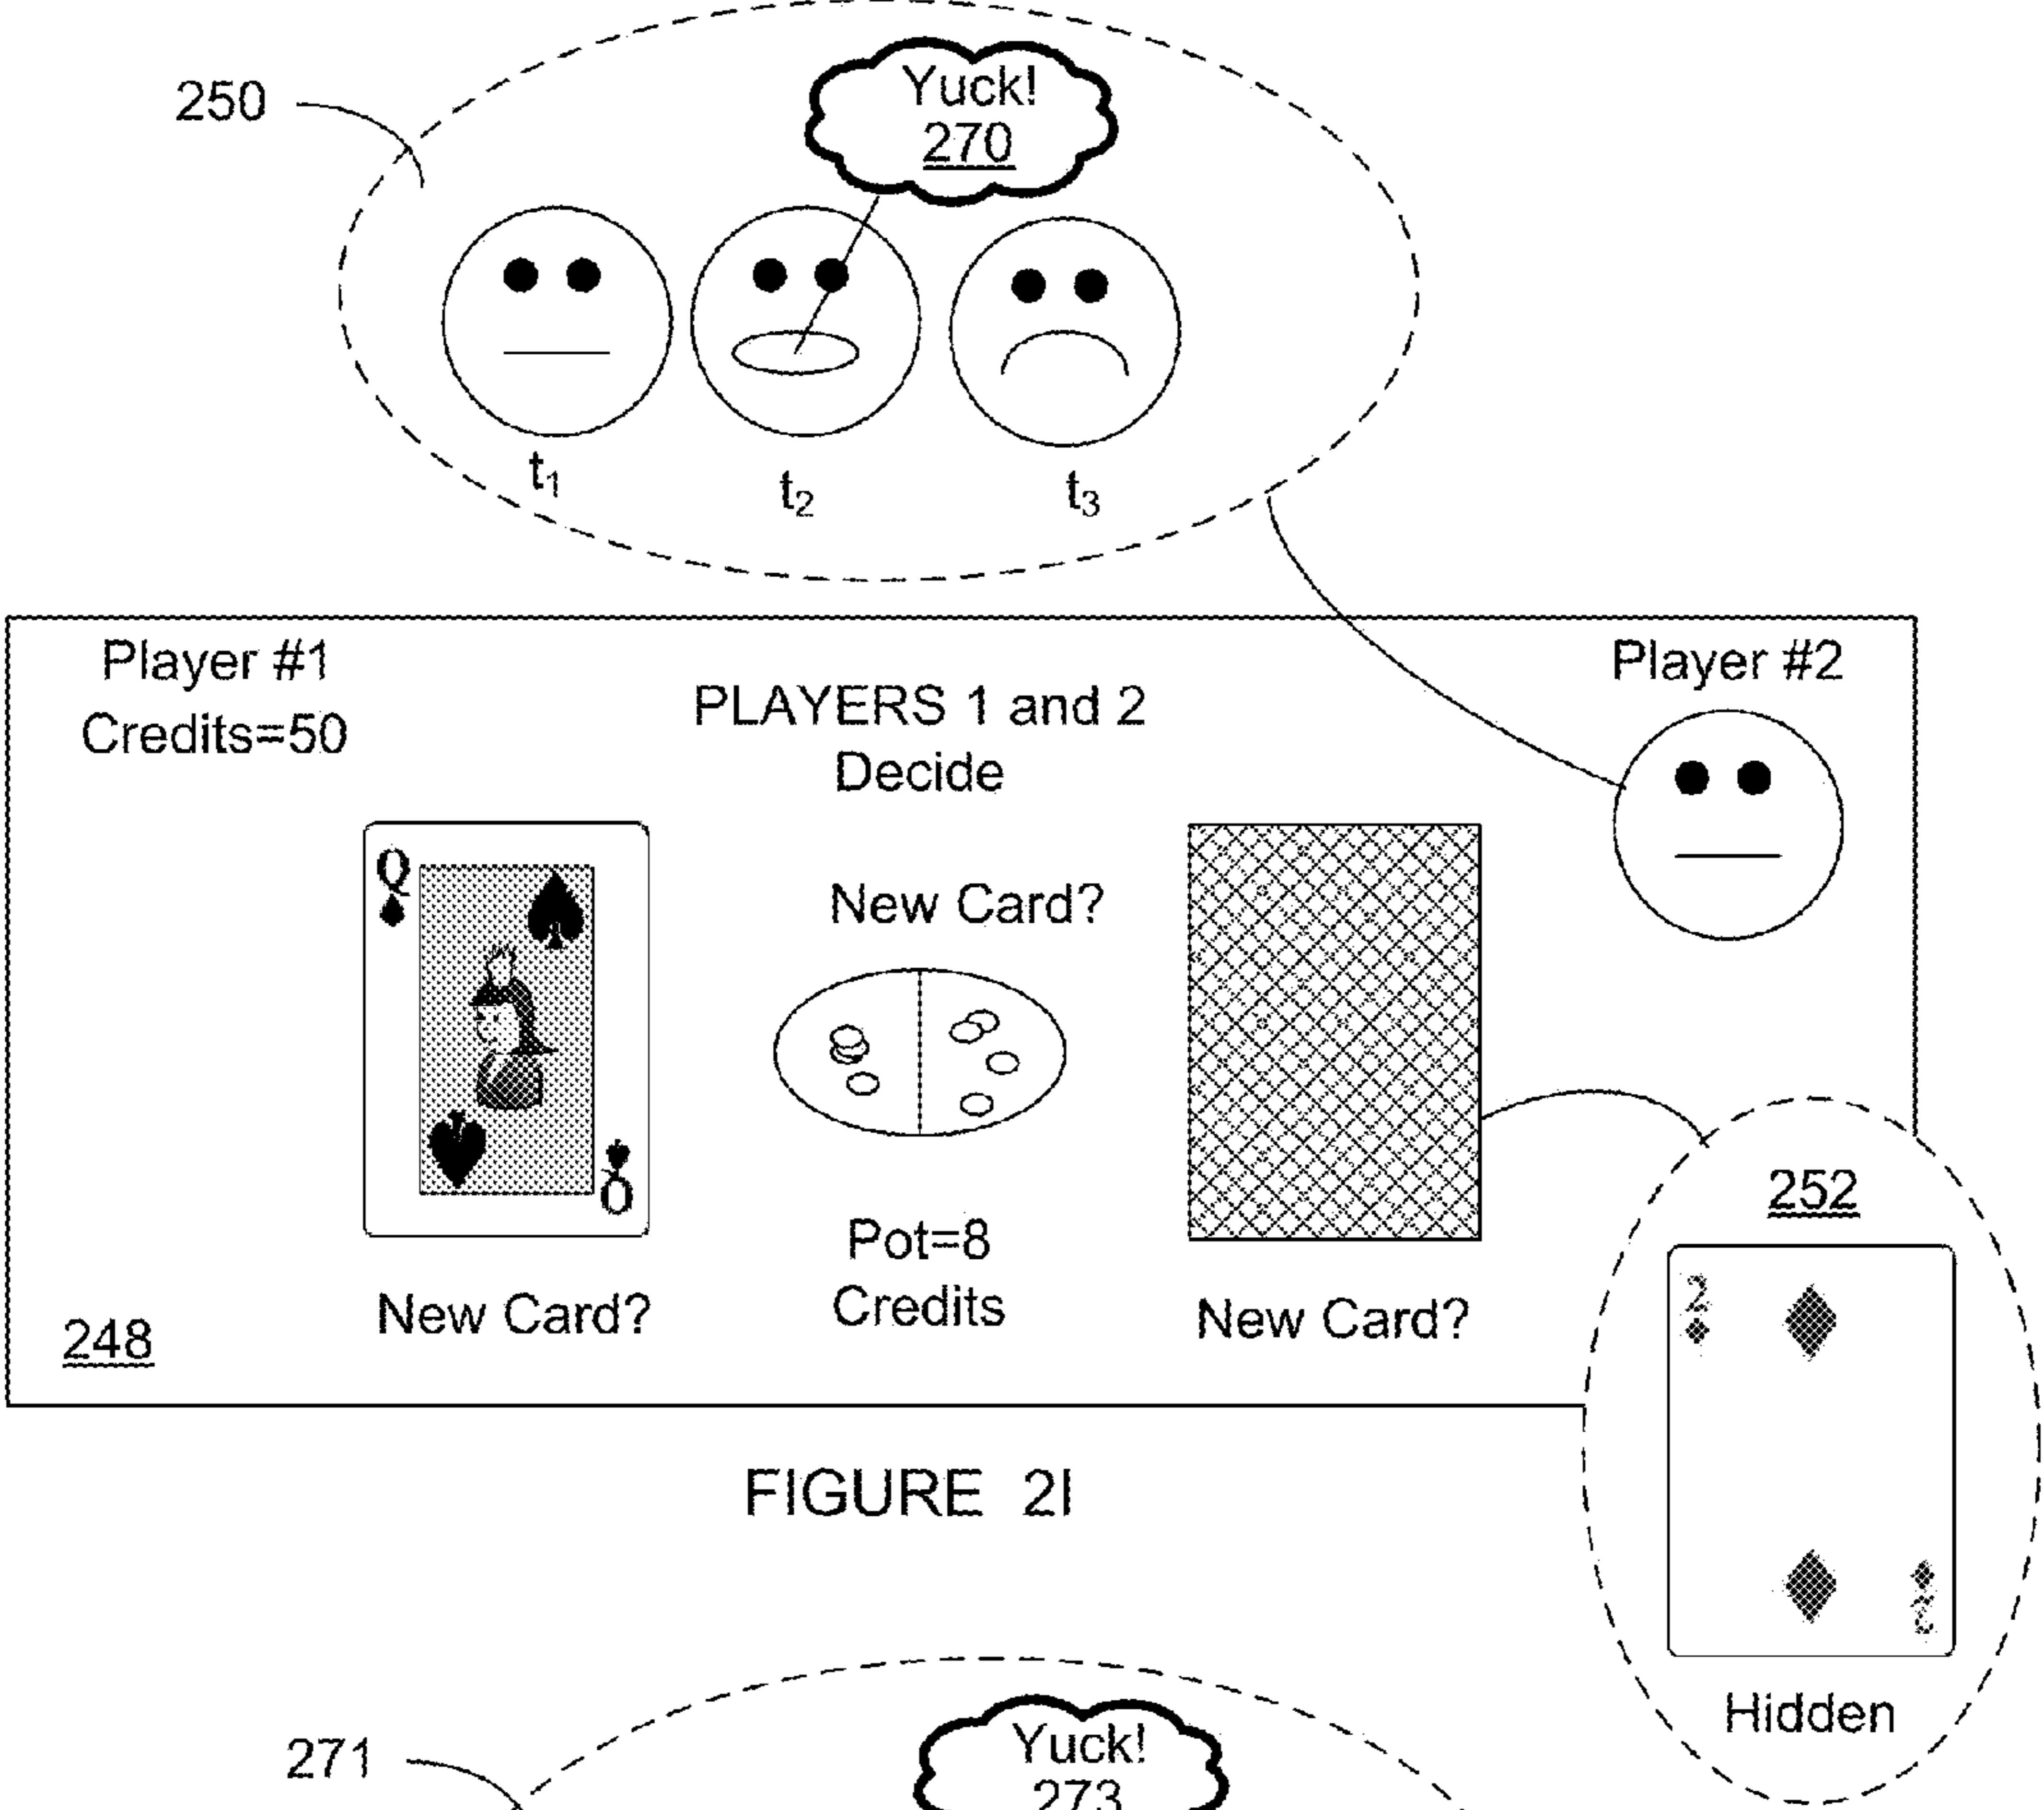 250
Yuck!
270
t1
t2
t3
Player #1
Credits=50
PLAYERS 1 and 2
Decide
Player #2
Q
New Card?
Q
Pot=8
Credits
New Card?
New Card?
248
252
2
2
Hidden
FIGURE 2I
271
Yuck!
273